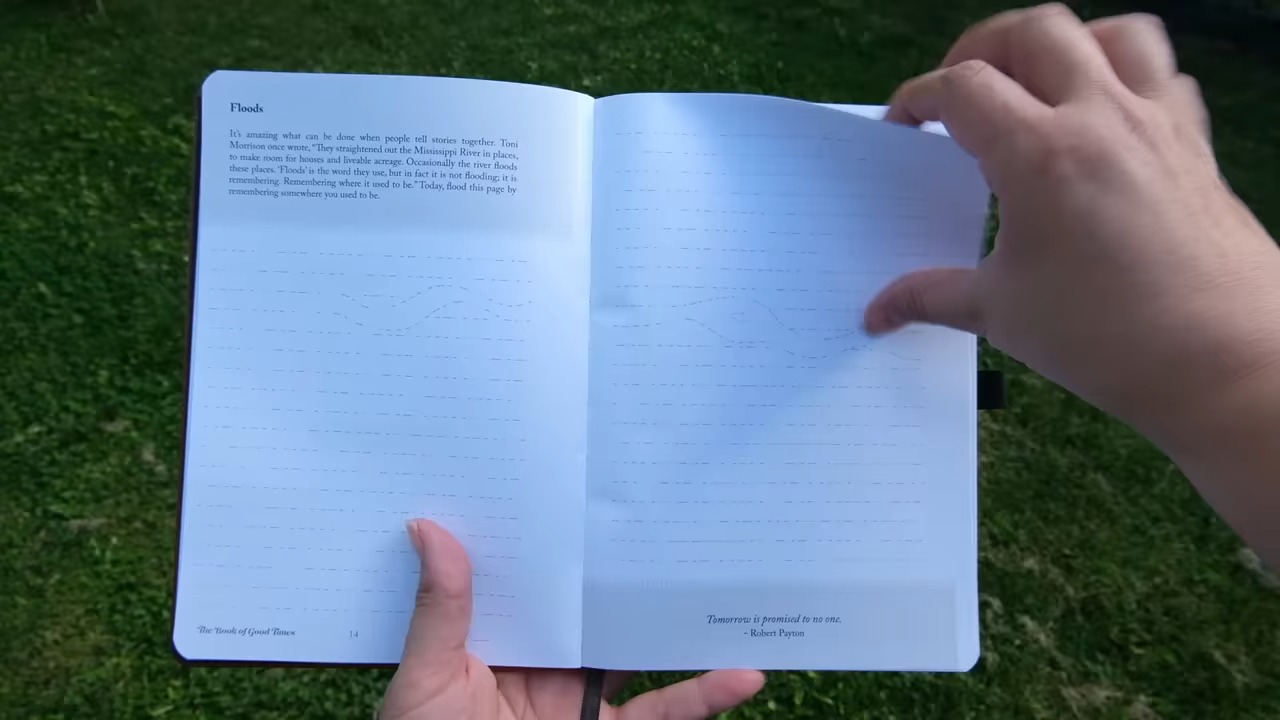 Floods
It's amazing what can be done when people tell stories together. Toni
Morrison once wrote, "They straightened out the Mississippi River in places,
to make room for houses and liveable acreage. Occasionally the river floods
these places. 'Floods' is the word they use, but in fact it is not flooding; it is
remembering. Remembering where it used to be." Today, flood this page by
remembering somewhere you used to be.
The Book of Good Times
14
Tomorrow is promised to no one.
- Robert Payton